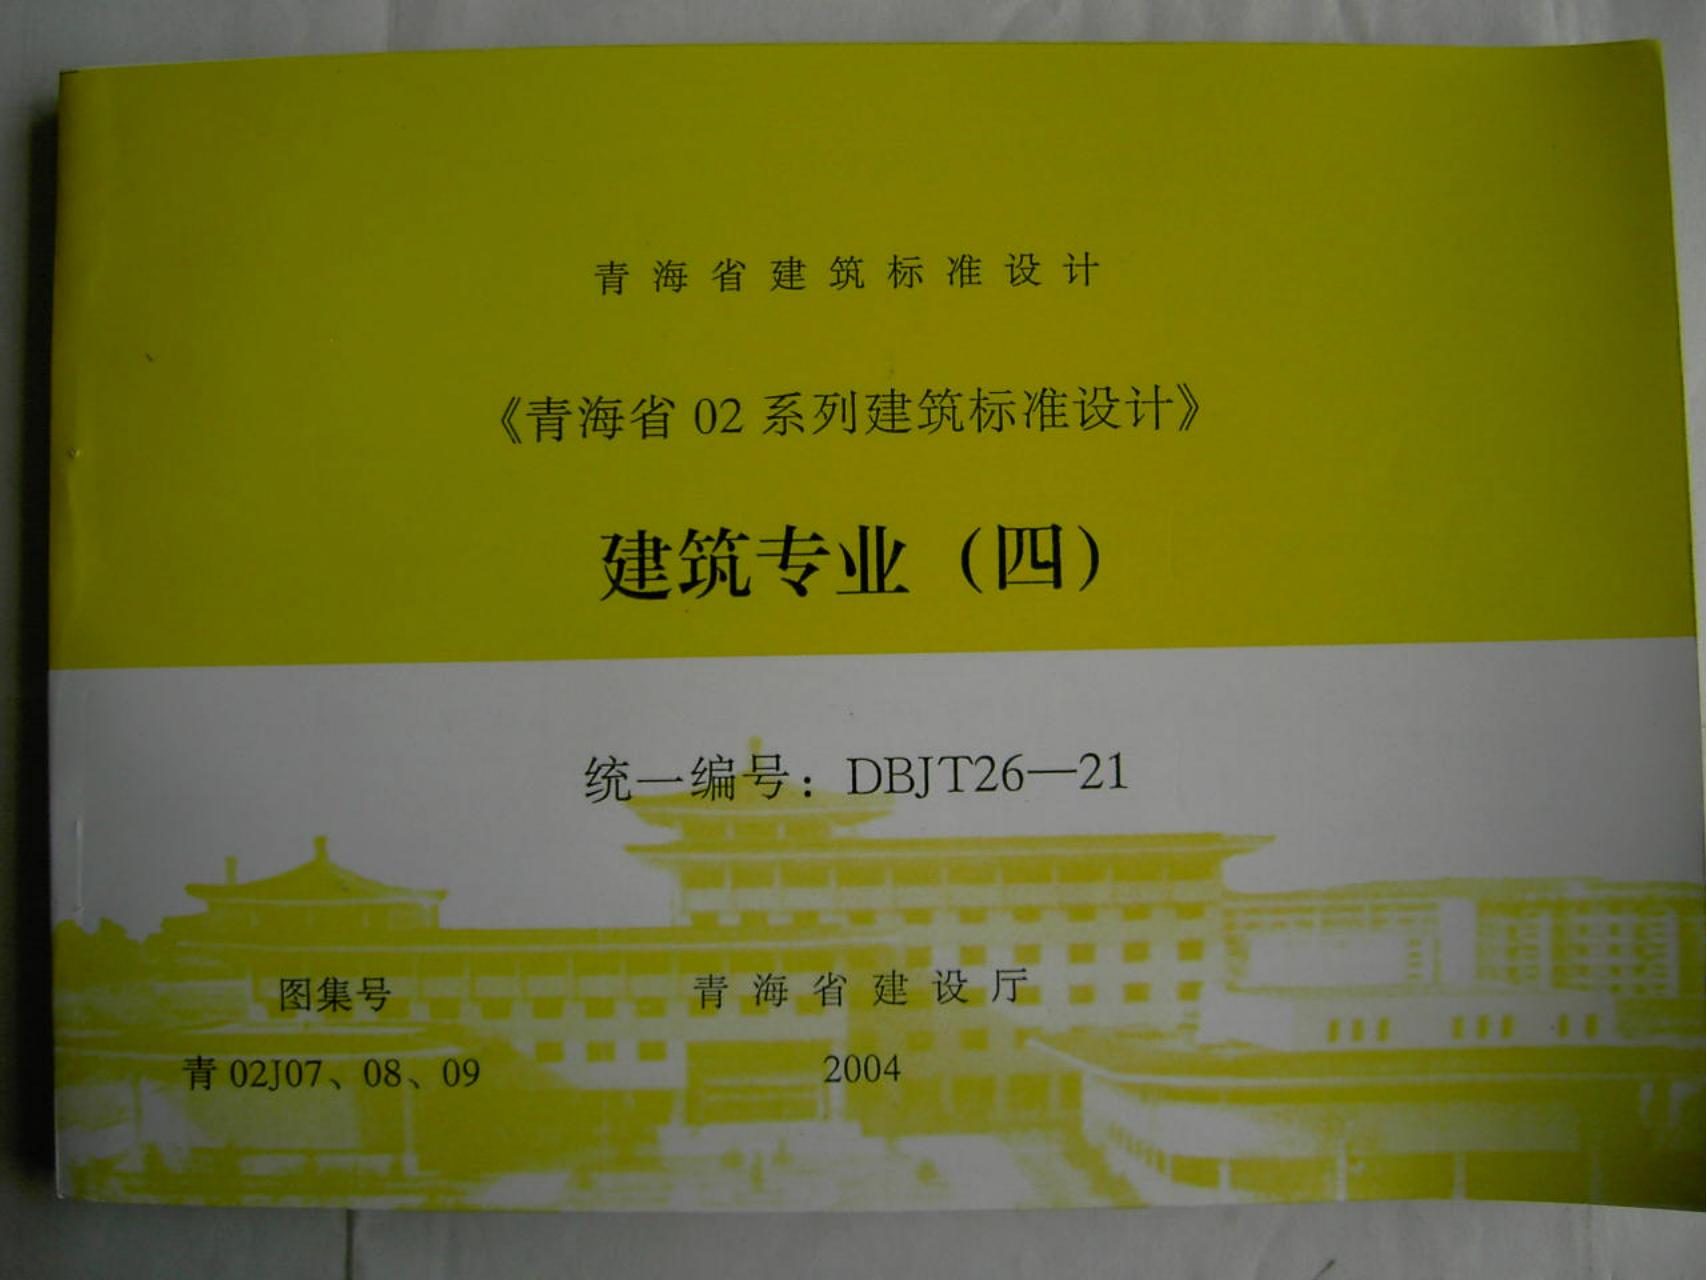 青海省建筑标准设计
《青海省02系列建筑标准设计》
建筑专业（四）
统一编号：DBJT26—21
图集号
青海省建设厅
青02J07、08、09
2004